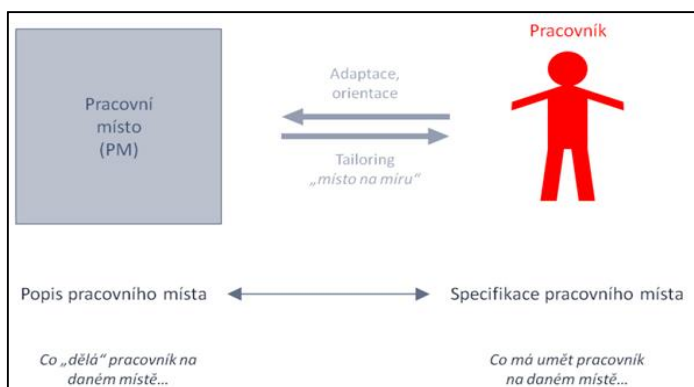 Pracovník
Adaptace,
orientace
Pracovní
místo
(PM)
Tailoring
„místo na míru“
Popis pracovního místa
Specifikace pracovního místa
Co „dělá“ pracovník na
daném místě...
Co má umět pracovník
na daném místě...